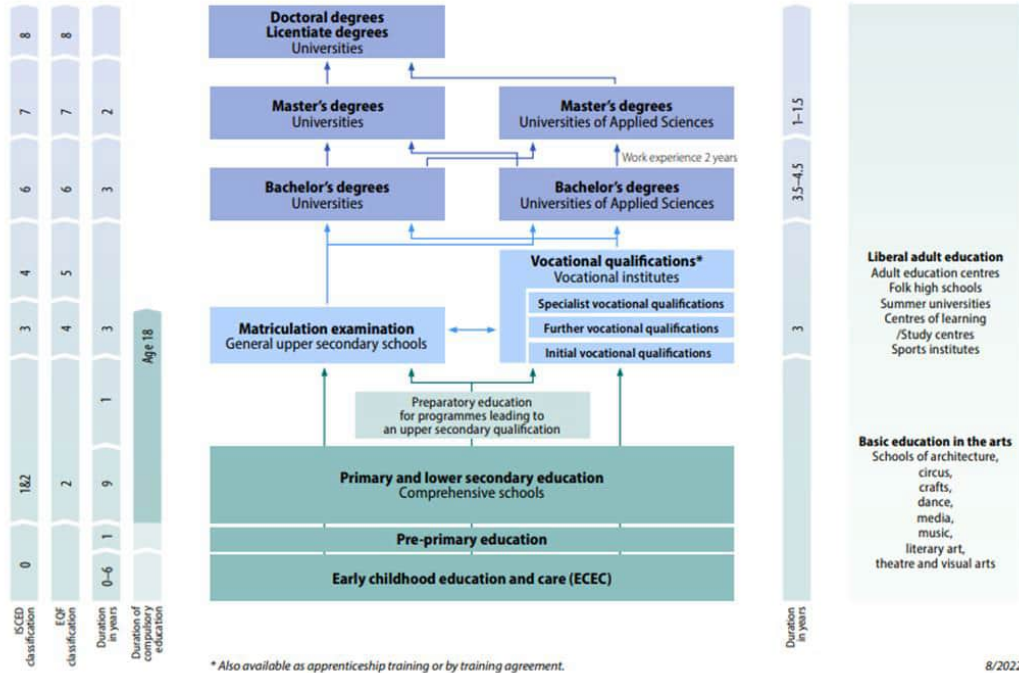 Doctoral degrees
Licentiate degrees
Universities
Master's degrees
Universities
Master's degrees
Universities of Applied Sciences
Work experience 2 years
Bachelor's degrees
Universities
Bachelor's degrees
Universities of Applied Sciences
Vocational qualifications*
Vocational institutes
Specialist vocational qualifications
Further vocational qualifications
Initial vocational qualifications
Matriculation examination
General upper secondary schools
Preparatory education
for programmes leading to
an upper secondary qualification
Primary and lower secondary education
Comprehensive schools
Pre-primary education
Early childhood education and care (ECEC)
8
7
6
4
3
1&2
0
ISCED
classification
8
7
6
5
4
2
EQF
classification
2
3
3
1
9
1
0–6
Duration
in years
Age 18
Duration of
compulsory
education
1–1.5
3.5–4.5
3
Duration
in years
Liberal adult education
Adult education centres
Folk high schools
Summer universities
Centres of learning
/Study centres
Sports institutes
Basic education in the arts
Schools of architecture,
circus,
crafts,
dance,
media,
music,
literary art,
theatre and visual arts
* Also available as apprenticeship training or by training agreement.
8/2022